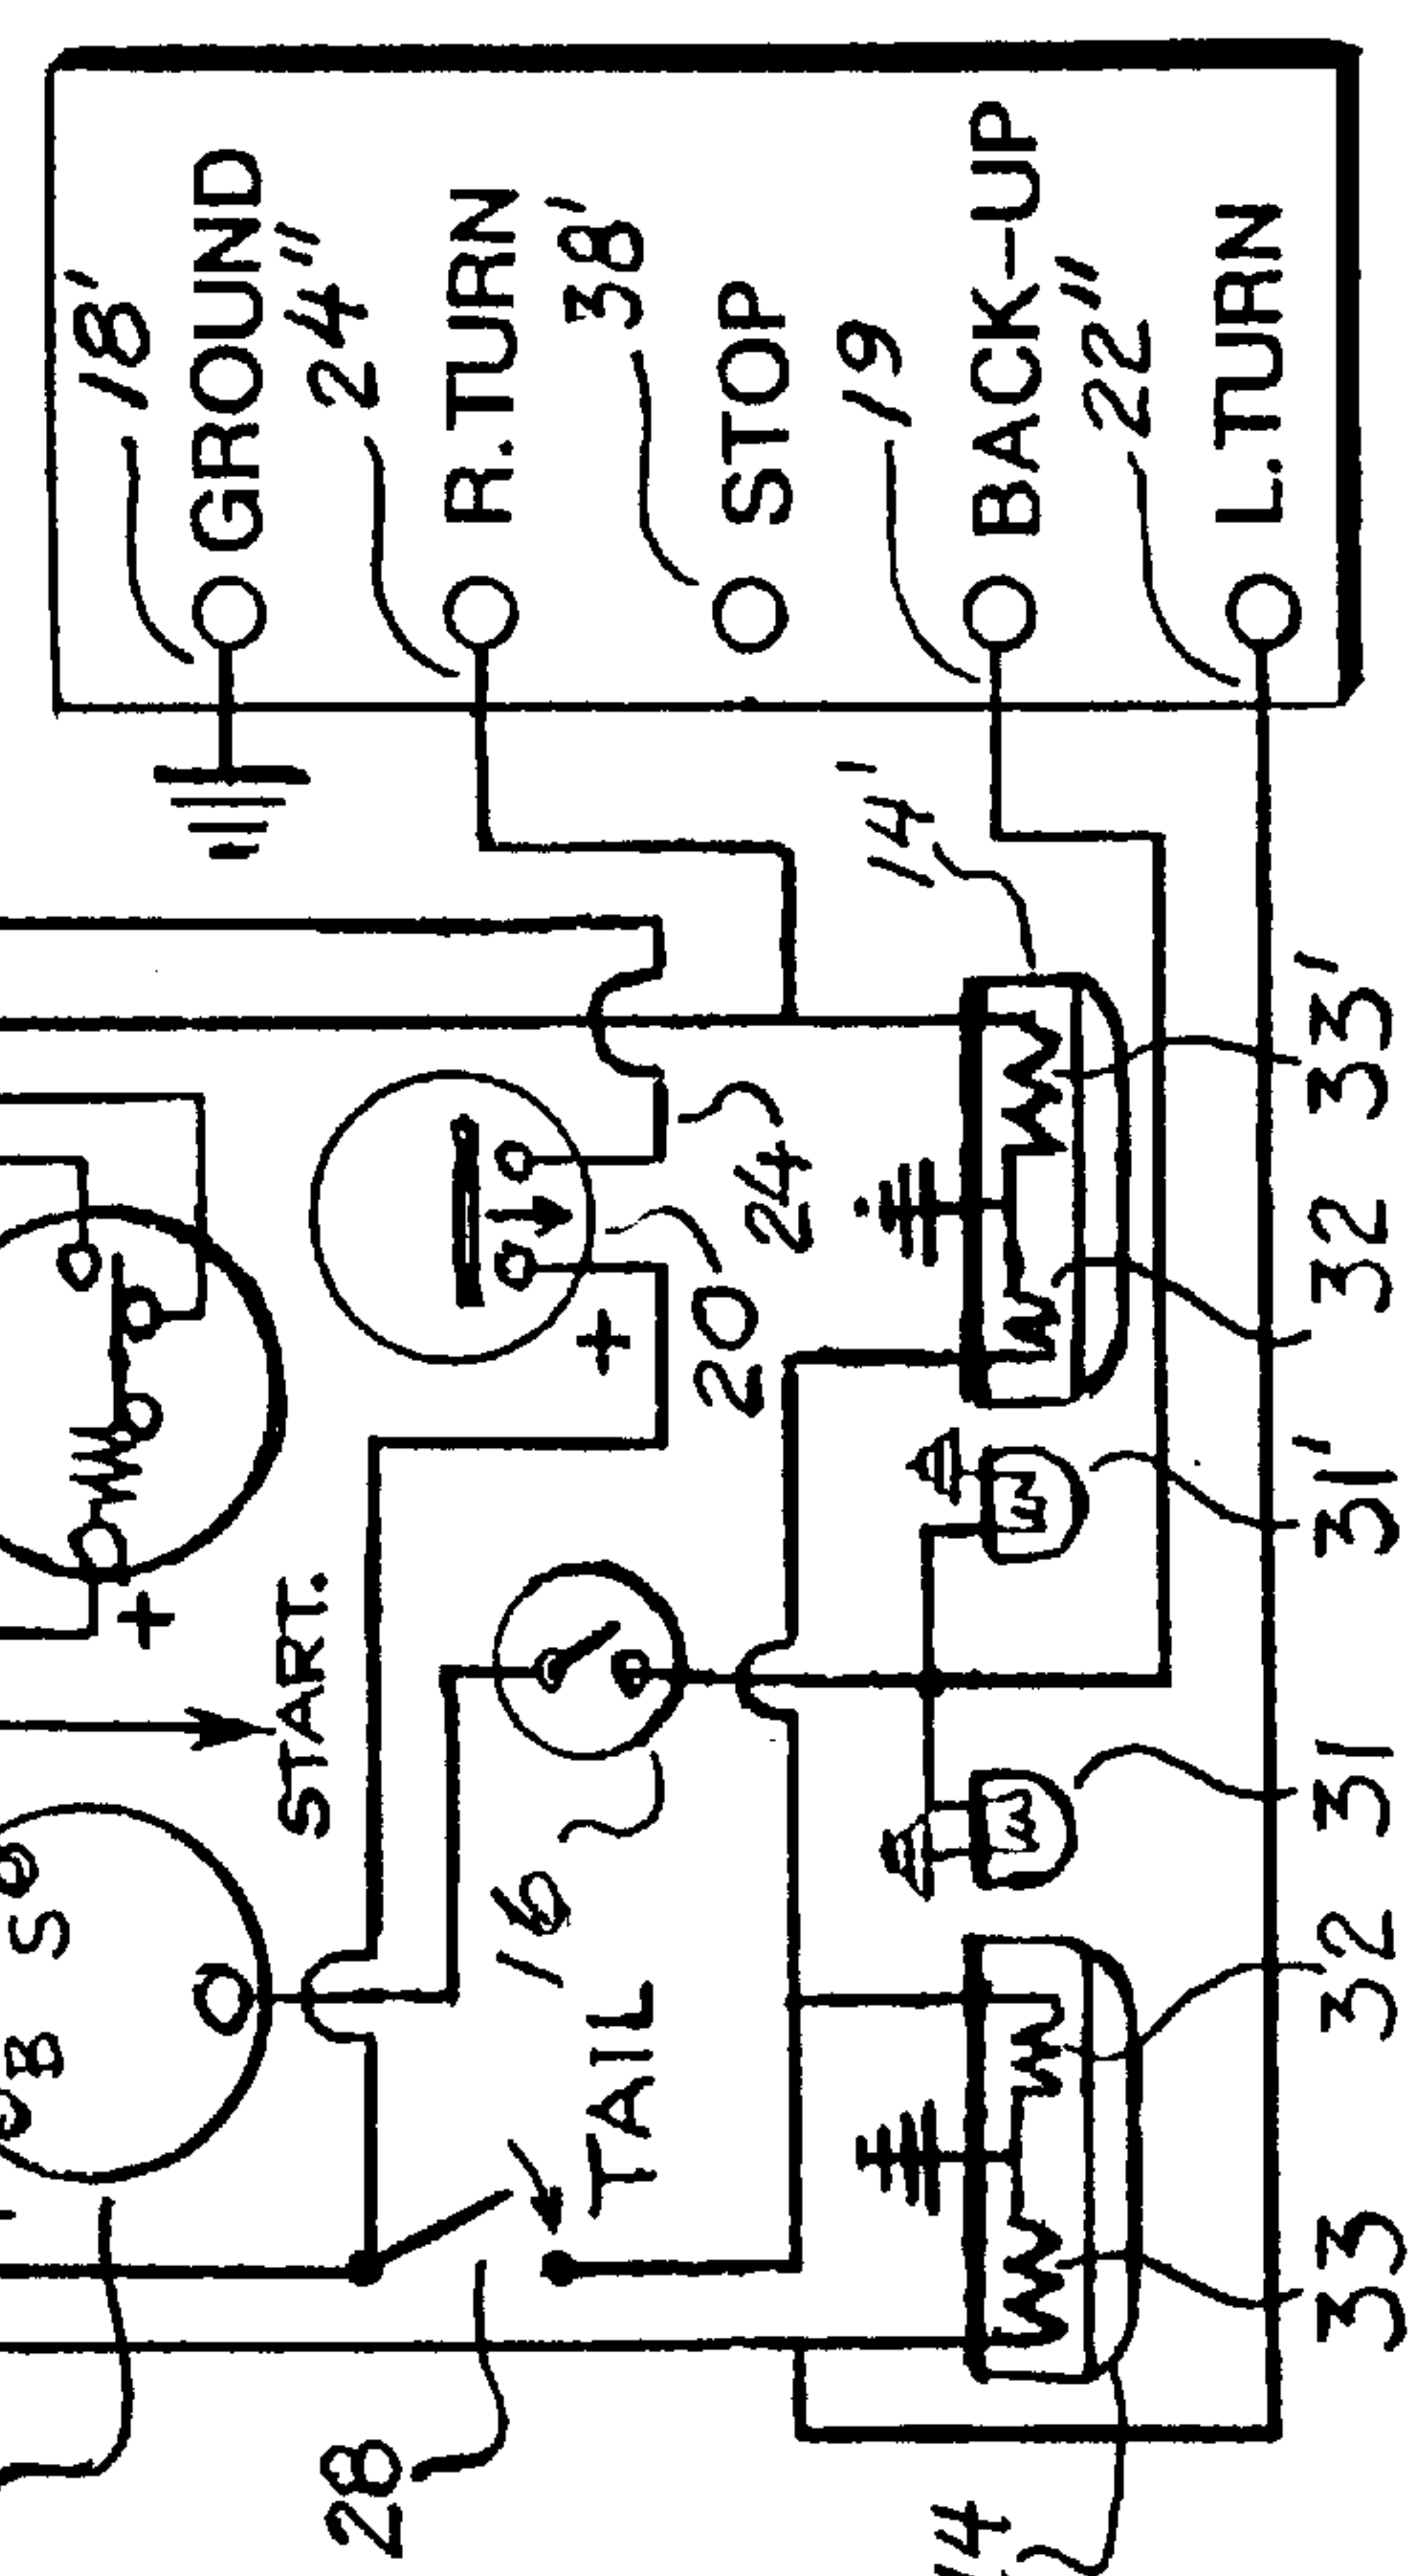 18'
GROUND
24"
R.TURN
38'
STOP
19
BACK-UP
22"
L.TURN
14'
24
20
+
+
START.
16
TAIL
B S
28
33'
32
31'
31
32
33